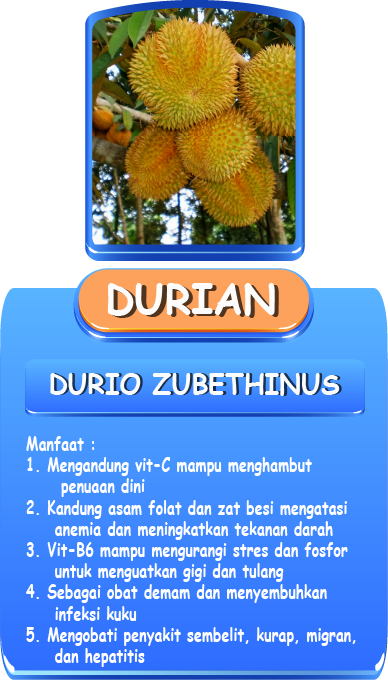 DURIAN
DURIO ZUBETHINUS
Manfaat :
1. Mengandung vit-C mampu menghambut
penuaan dini
2. Kandung asam folat dan zat besi mengatasi
anemia dan meningkatkan tekanan darah
3. Vit-B6 mampu mengurangi stres dan fosfor
untuk menguatkan gigi dan tulang
4. Sebagai obat demam dan menyembuhkan
infeksi kuku
5. Mengobati penyakit sembelit, kurap, migran,
dan hepatitis